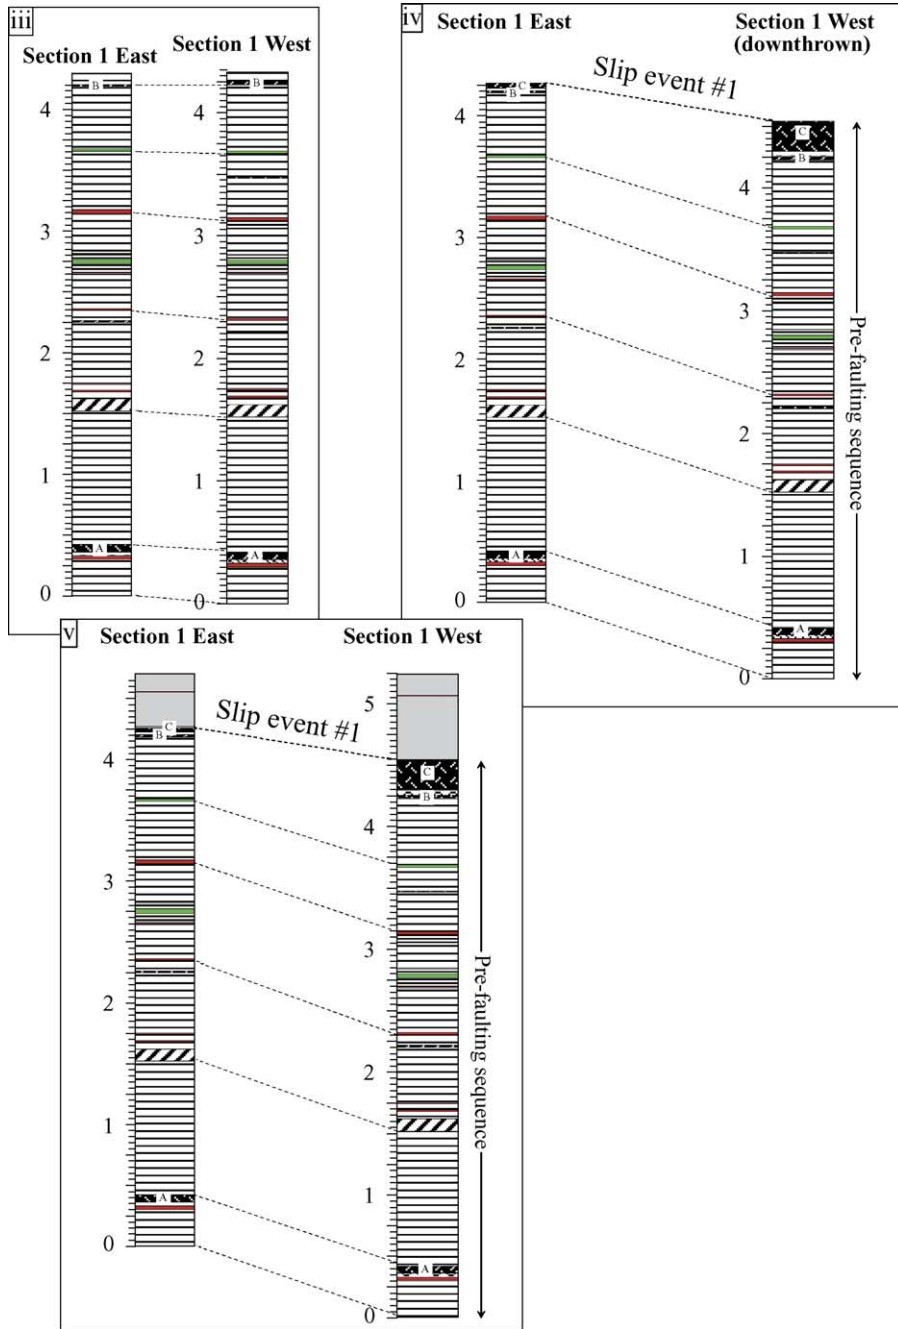 iii
Section 1 East
Section 1 West
B
B
4
4
3
3
2
2
1
1
A
A
0
0
iv
Section 1 East
Section 1 West
(downthrown)
Slip event #1
C
B
C
B
4
4
3
3
2
2
1
1
A
A
0
0
Pre-faulting sequence
v
Section 1 East
Section 1 West
Slip event #1
5
C
B
C
B
4
4
3
3
2
2
1
1
A
A
0
0
Pre-faulting sequence